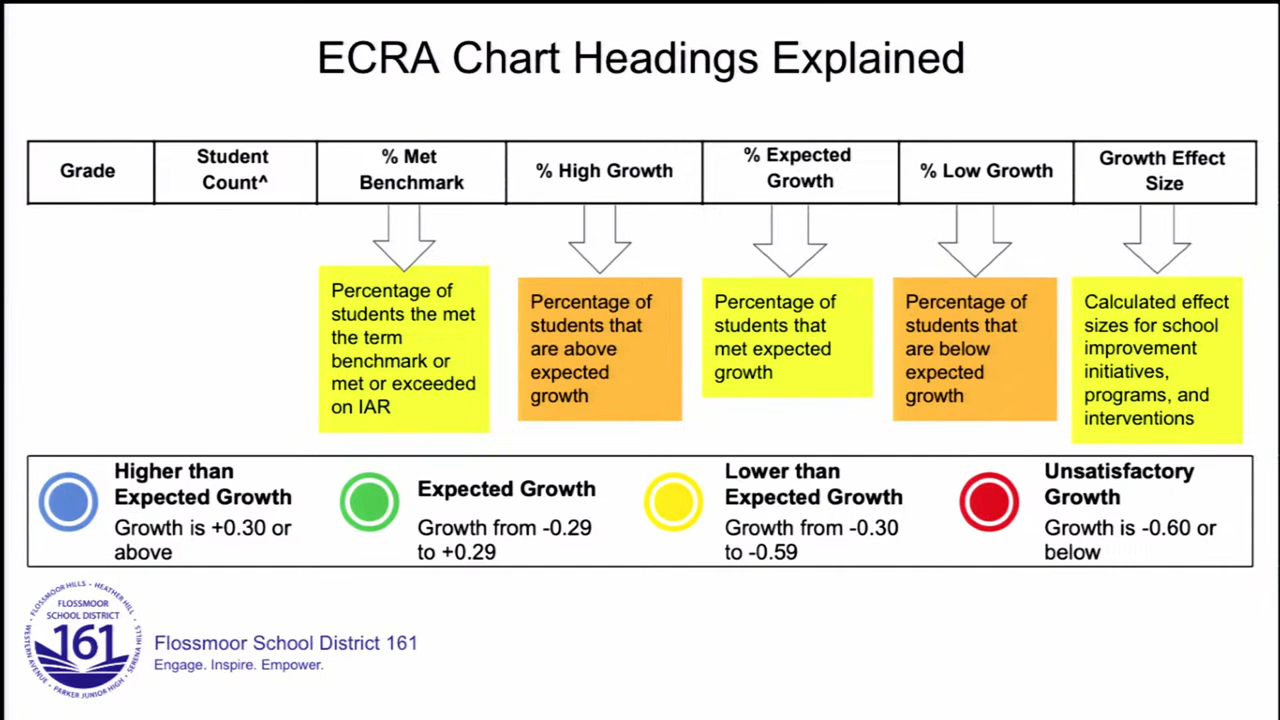 ECRA Chart Headings Explained
Grade
Student
Count^
% Met
Benchmark
% High Growth
% Expected
Growth
% Low Growth
Growth Effect
Size
Percentage of
students the met
the term
benchmark or
met or exceeded
on IAR
Percentage of
students that
are above
expected
growth
Percentage of
students that
met expected
growth
Percentage of
students that
are below
expected
growth
Calculated effect
sizes for school
improvement
initiatives,
programs, and
interventions
Higher than
Expected Growth
Growth is +0.30 or
above
Expected Growth
Growth from -0.29
to +0.29
Lower than
Expected Growth
Growth from -0.30
to -0.59
Unsatisfactory
Growth
Growth is -0.60 or
below
FLOSSMOOR HILLS • HEATHER HILL • SERENA HILLS • PARKER JUNIOR HIGH • WESTERN AVENUE •
FLOSSMOOR
SCHOOL DISTRICT
161
Flossmoor School District 161
Engage. Inspire. Empower.